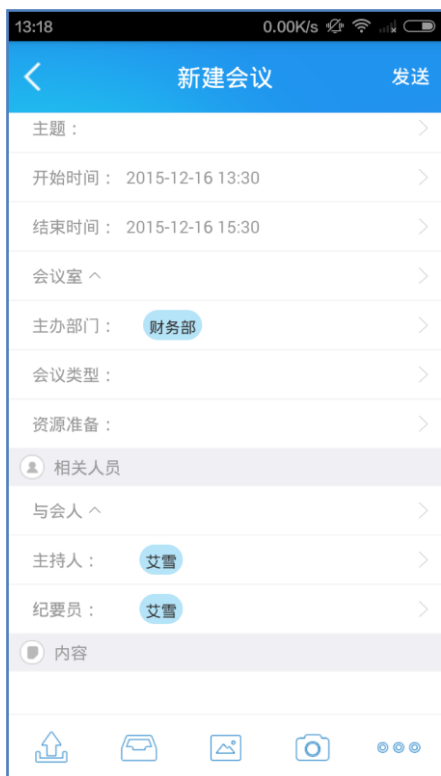 13:18 0.00K/s
新建会议 发送
主题：
开始时间： 2015-12-16 13:30
结束时间： 2015-12-16 15:30
会议室
主办部门： 财务部
会议类型：
资源准备：
相关人员
与会人
主持人： 艾雪
纪要员： 艾雪
内容